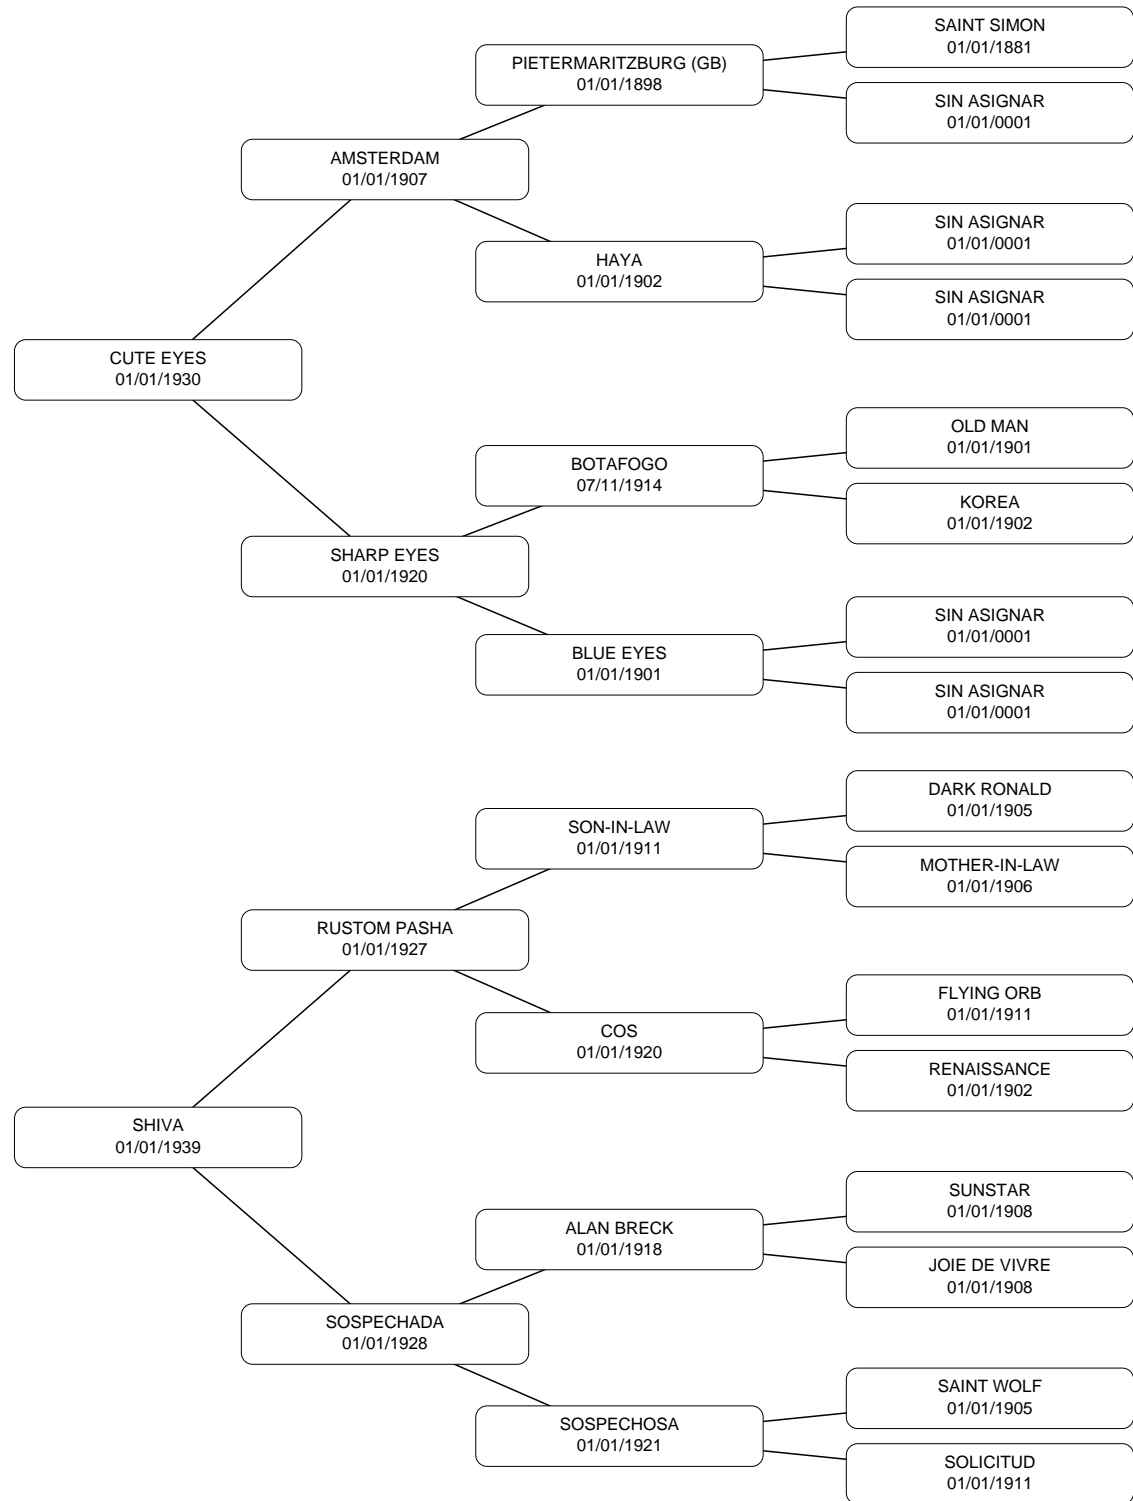 SAINT SIMON
01/01/1881
PIETERMARITZBURG (GB)
01/01/1898
SIN ASIGNAR
01/01/0001
AMSTERDAM
01/01/1907
SIN ASIGNAR
01/01/0001
HAYA
01/01/1902
SIN ASIGNAR
01/01/0001
CUTE EYES
01/01/1930
OLD MAN
01/01/1901
BOTAFOGO
07/11/1914
KOREA
01/01/1902
SHARP EYES
01/01/1920
SIN ASIGNAR
01/01/0001
BLUE EYES
01/01/1901
SIN ASIGNAR
01/01/0001
DARK RONALD
01/01/1905
SON-IN-LAW
01/01/1911
MOTHER-IN-LAW
01/01/1906
RUSTOM PASHA
01/01/1927
FLYING ORB
01/01/1911
COS
01/01/1920
RENAISSANCE
01/01/1902
SHIVA
01/01/1939
SUNSTAR
01/01/1908
ALAN BRECK
01/01/1918
JOIE DE VIVRE
01/01/1908
SOSPECHADA
01/01/1928
SAINT WOLF
01/01/1905
SOSPECHOSA
01/01/1921
SOLICITUD
01/01/1911